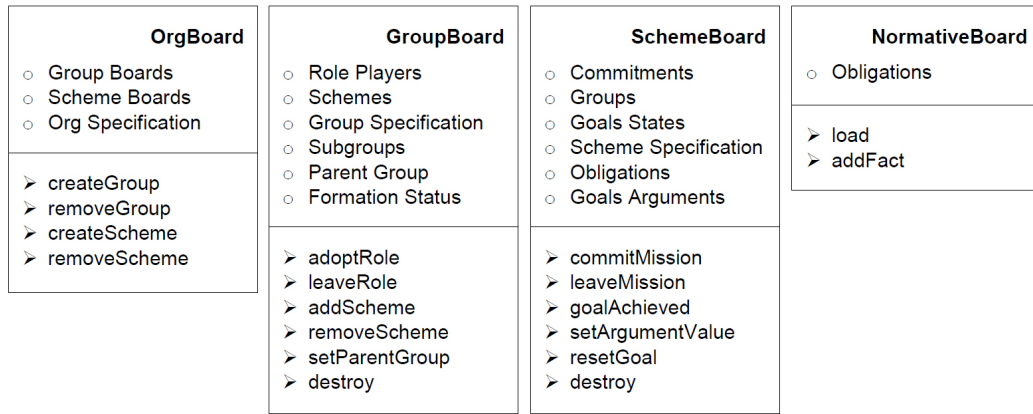 OrgBoard
Group Boards
Scheme Boards
Org Specification
createGroup
removeGroup
createScheme
removeScheme
GroupBoard
Role Players
Schemes
Group Specification
Subgroups
Parent Group
Formation Status
adoptRole
leaveRole
addScheme
removeScheme
setParentGroup
destroy
SchemeBoard
Commitments
Groups
Goals States
Scheme Specification
Obligations
Goals Arguments
commitMission
leaveMission
goalAchieved
setArgumentValue
resetGoal
destroy
NormativeBoard
Obligations
load
addFact